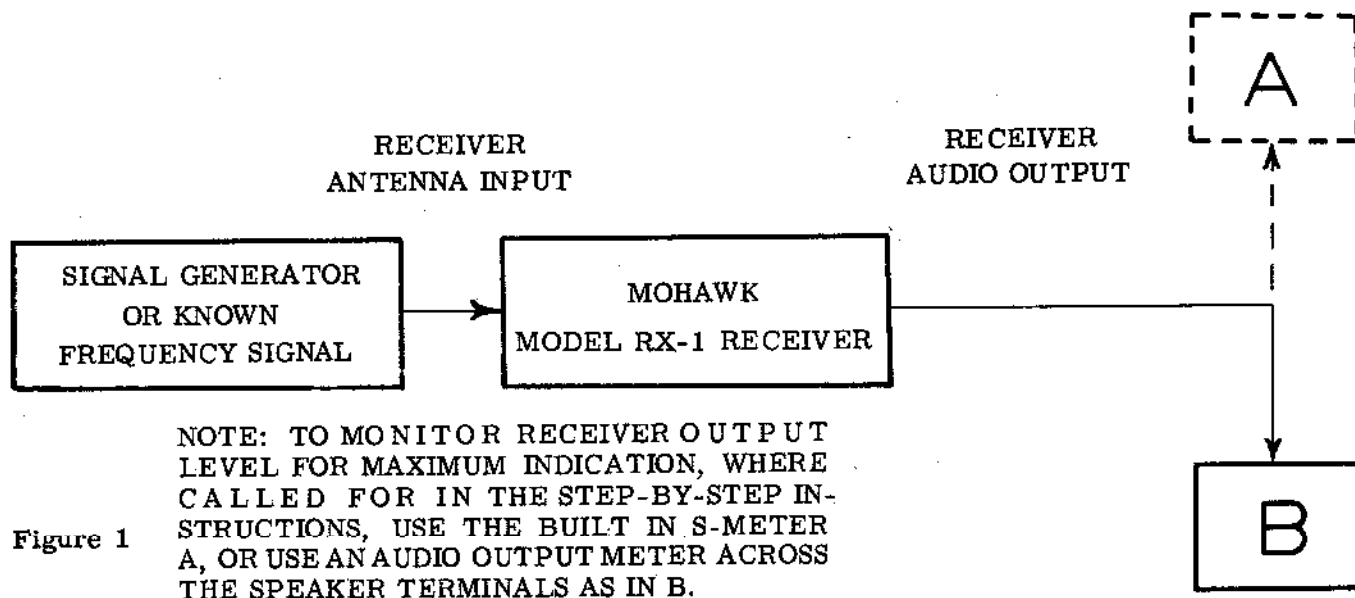 A
RECEIVER
ANTENNA INPUT
RECEIVER
AUDIO OUTPUT
SIGNAL GENERATOR
OR KNOWN
FREQUENCY SIGNAL
MOHAWK
MODEL RX-1 RECEIVER
B
Figure 1
NOTE: TO MONITOR RECEIVER OUTPUT
LEVEL FOR MAXIMUM INDICATION, WHERE
CALLED FOR IN THE STEP-BY-STEP IN-
STRUCTIONS, USE THE BUILT IN S-METER
A, OR USE AN AUDIO OUTPUT METER ACROSS
THE SPEAKER TERMINALS AS IN B.